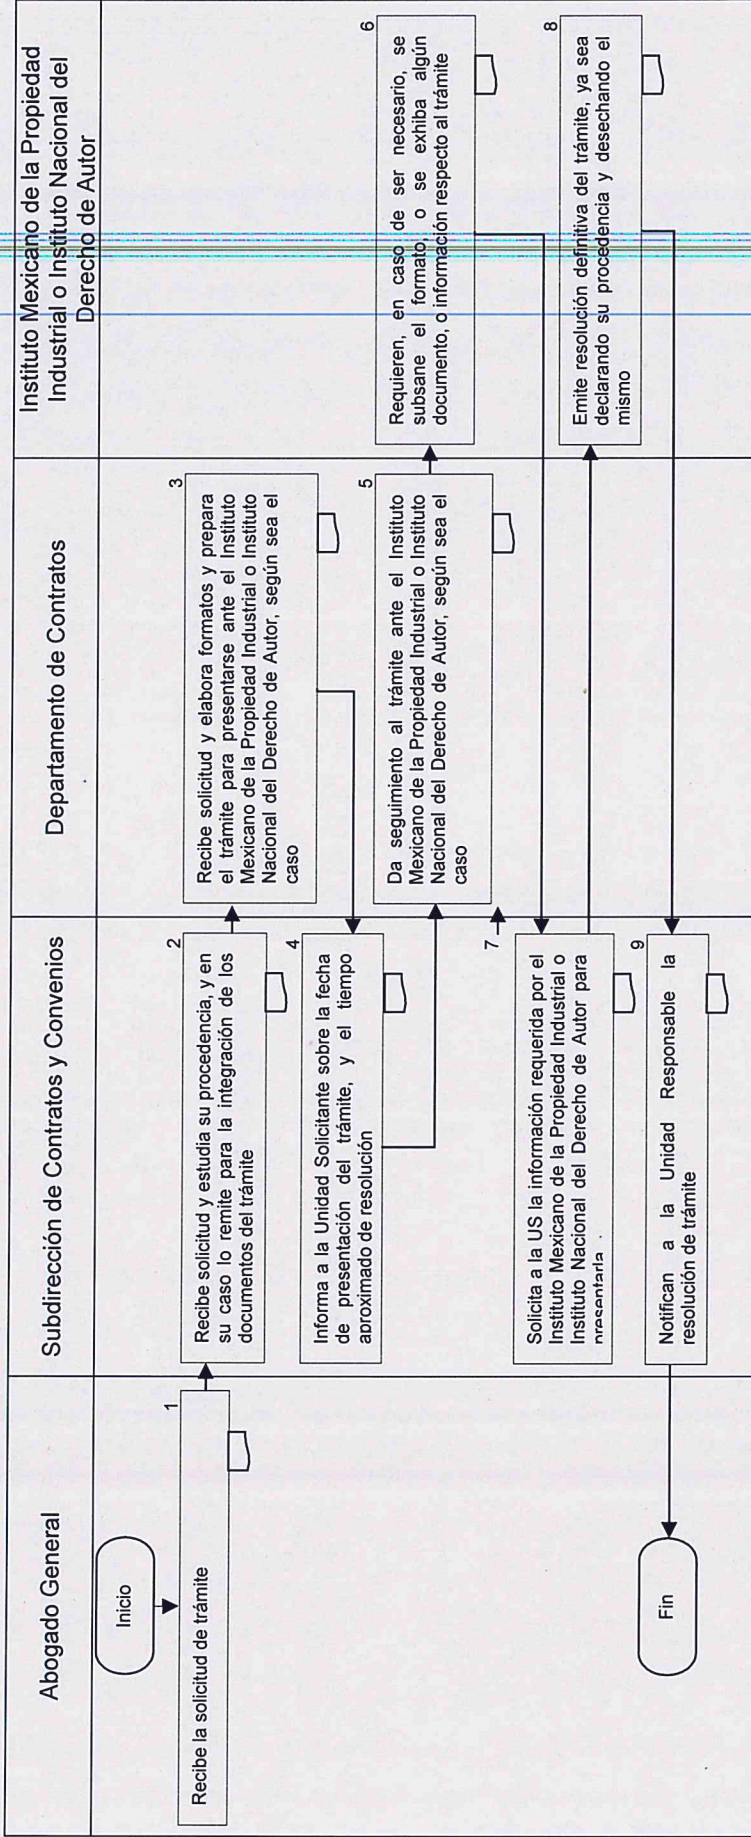 Abogado General
Subdirección de Contratos y Convenios
Departamento de Contratos
Instituto Mexicano de la Propiedad
Industrial o Instituto Nacional del
Derecho de Autor
Inicio
1
Recibe la solicitud de trámite
2
Recibe solicitud y estudia su procedencia, y en
su caso lo remite para la integración de los
documentos del trámite
3
Recibe solicitud y elabora formatos y prepara
el trámite para presentarse ante el Instituto
Mexicano de la Propiedad Industrial o Instituto
Nacional del Derecho de Autor, según sea el
caso
4
Informa a la Unidad Solicitante sobre la fecha
de presentación del trámite, y el tiempo
aproximado de resolución
5
Da seguimiento al trámite ante el Instituto
Mexicano de la Propiedad Industrial o Instituto
Nacional del Derecho de Autor, según sea el
caso
6
Requieren, en caso de ser necesario, se
subsane el formato, o se exhiba algún
documento, o información respecto al trámite
7
Solicita a la US la información requerida por el
Instituto Mexicano de la Propiedad Industrial o
Instituto Nacional del Derecho de Autor para
presentarla .
8
Emite resolución definitiva del trámite, ya sea
declarando su procedencia y desechando el
mismo
9
Notifican a la Unidad Responsable la
resolución de trámite
Fin